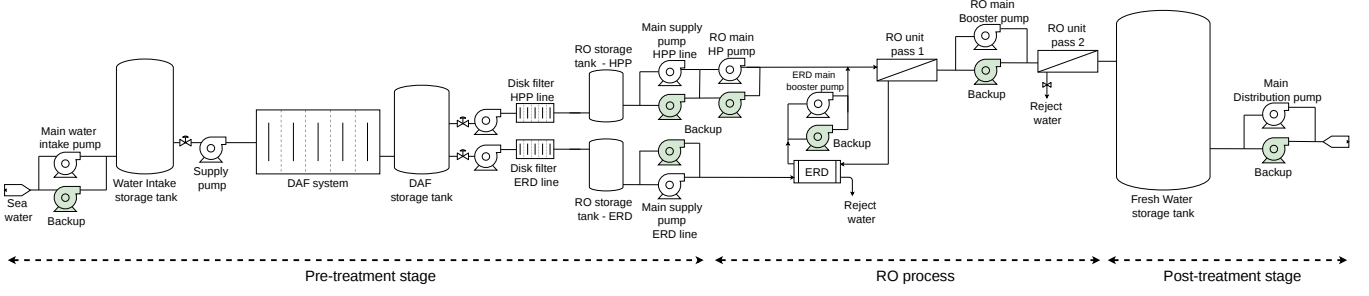 Sea
water
Main water
intake pump
Backup
Water Intake
storage tank
Supply
pump
DAF system
DAF
storage tank
Disk filter
HPP line
Disk filter
ERD line
RO storage
tank - HPP
RO storage
tank - ERD
Main supply
pump
HPP line
RO main
HP pump
Backup
Main supply
pump
ERD line
ERD main
booster pump
Backup
ERD
Reject
water
RO unit
pass 1
RO main
Booster pump
Backup
RO unit
pass 2
Reject
water
Fresh Water
storage tank
Main
Distribution pump
Backup
Pre-treatment stage
RO process
Post-treatment stage